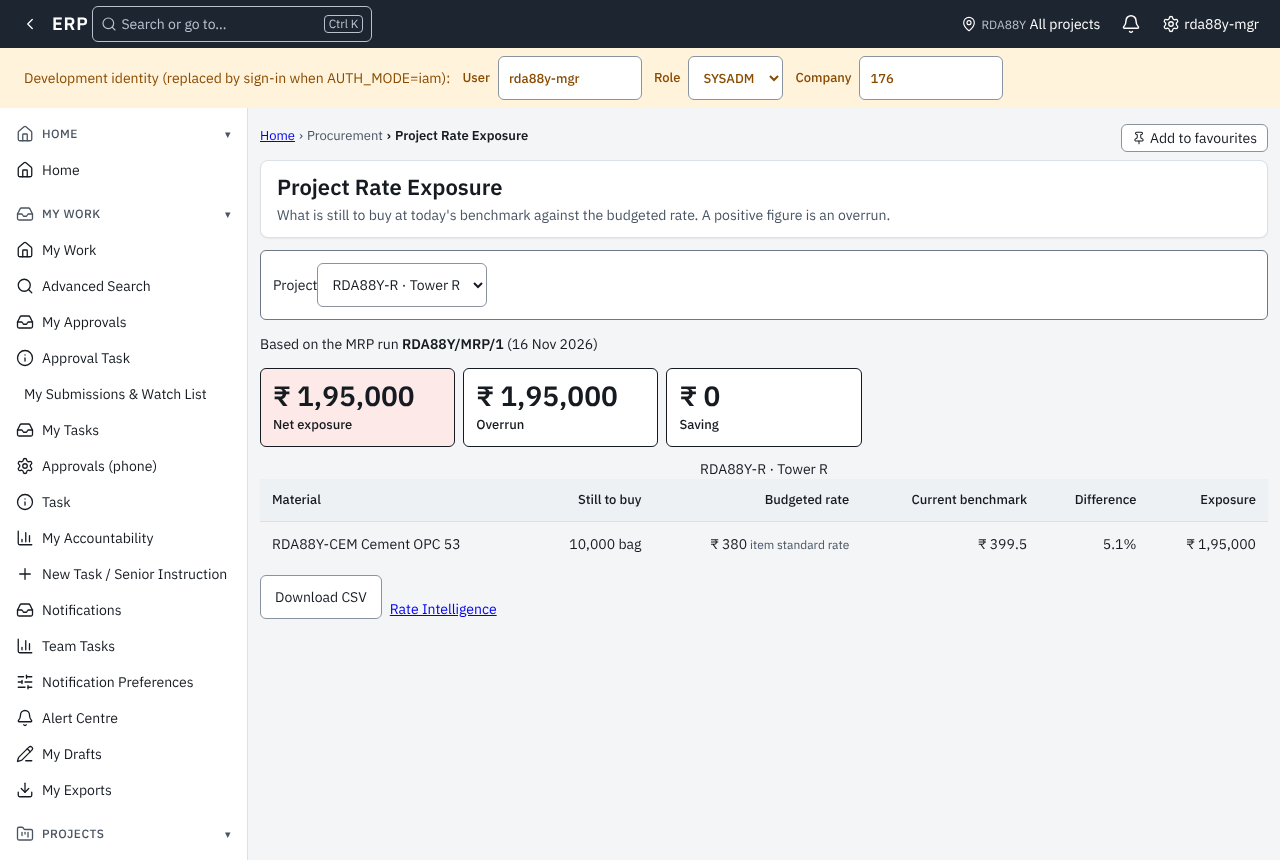 ERP
Search or go to...
Ctrl K
RDA88Y All projects
rda88y-mgr
Development identity (replaced by sign-in when AUTH_MODE=iam):
User
rda88y-mgr
Role
SYSADM
Company
176
HOME
Home
MY WORK
My Work
Advanced Search
My Approvals
Approval Task
My Submissions & Watch List
My Tasks
Approvals (phone)
Task
My Accountability
New Task / Senior Instruction
Notifications
Team Tasks
Notification Preferences
Alert Centre
My Drafts
My Exports
PROJECTS
Home › Procurement › Project Rate Exposure
Add to favourites
Project Rate Exposure
What is still to buy at today's benchmark against the budgeted rate. A positive figure is an overrun.
Project
RDA88Y-R · Tower R
Based on the MRP run RDA88Y/MRP/1 (16 Nov 2026)
₹ 1,95,000
Net exposure
₹ 1,95,000
Overrun
₹ 0
Saving
RDA88Y-R · Tower R
Material Still to buy Budgeted rate Current benchmark Difference Exposure
RDA88Y-CEM Cement OPC 53 10,000 bag ₹ 380 item standard rate ₹ 399.5 5.1% ₹ 1,95,000
Download CSV
Rate Intelligence